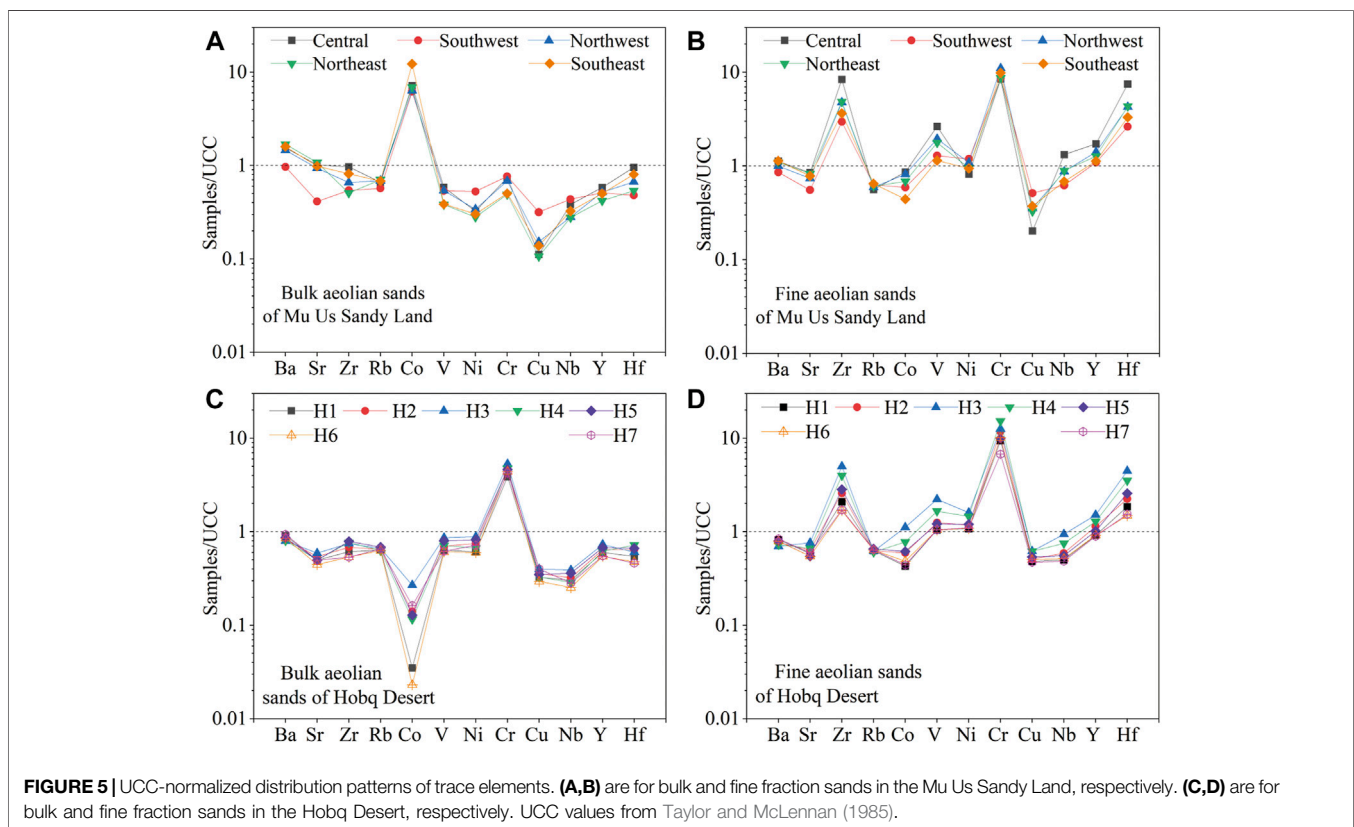 A
Central Southwest Northwest
Northeast Southeast
10
1
0.1
0.01
Samples/UCC
Bulk aeolian sands
of Mu Us Sandy Land
Ba Sr Zr Rb Co V Ni Cr Cu Nb Y Hf
B
Central Southwest Northwest
Northeast Southeast
10
1
0.1
0.01
Samples/UCC
Fine aeolian sands
of Mu Us Sandy Land
Ba Sr Zr Rb Co V Ni Cr Cu Nb Y Hf
C
H1 H2 H3 H4 H5
H6 H7
10
1
0.1
0.01
Samples/UCC
Bulk aeolian
sands of Hobq Desert
Ba Sr Zr Rb Co V Ni Cr Cu Nb Y Hf
D
H1 H2 H3 H4 H5
H6 H7
10
1
0.1
0.01
Samples/UCC
Fine aeolian sands
of Hobq Desert
Ba Sr Zr Rb Co V Ni Cr Cu Nb Y Hf
FIGURE 5 | UCC-normalized distribution patterns of trace elements. (A,B) are for bulk and fine fraction sands in the Mu Us Sandy Land, respectively. (C,D) are for
bulk and fine fraction sands in the Hobq Desert, respectively. UCC values from Taylor and McLennan (1985).